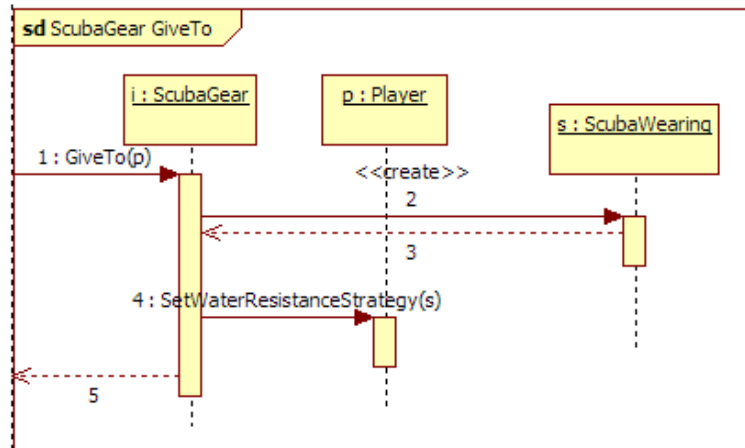 sd ScubaGear GiveTo
i : ScubaGear
p : Player
s : ScubaWearing
1 : GiveTo(p)
<<create>>
2
3
4 : SetWaterResistanceStrategy(s)
5